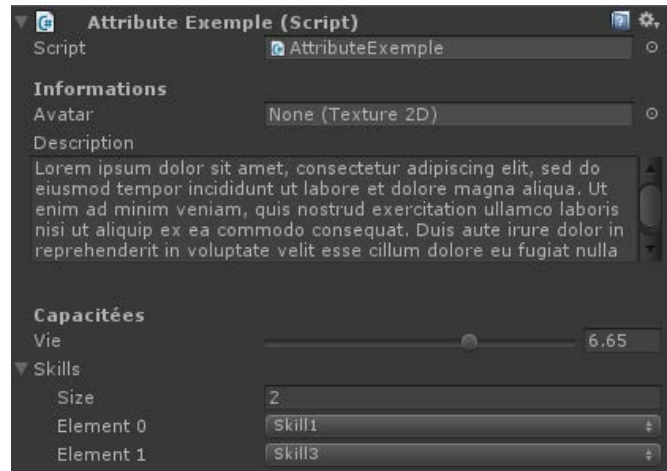 Attribute Exemple (Script)
Script AttributeExemple
Informations
Avatar None (Texture 2D)
Description
Lorem ipsum dolor sit amet, consectetur adipiscing elit, sed do
eiusmod tempor incididunt ut labore et dolore magna aliqua. Ut
enim ad minim veniam, quis nostrud exercitation ullamco laboris
nisi ut aliquip ex ea commodo consequat. Duis aute irure dolor in
reprehenderit in voluptate velit esse cillum dolore eu fugiat nulla
Capacitées
Vie 6.65
Skills
Size 2
Element 0 Skill1
Element 1 Skill3